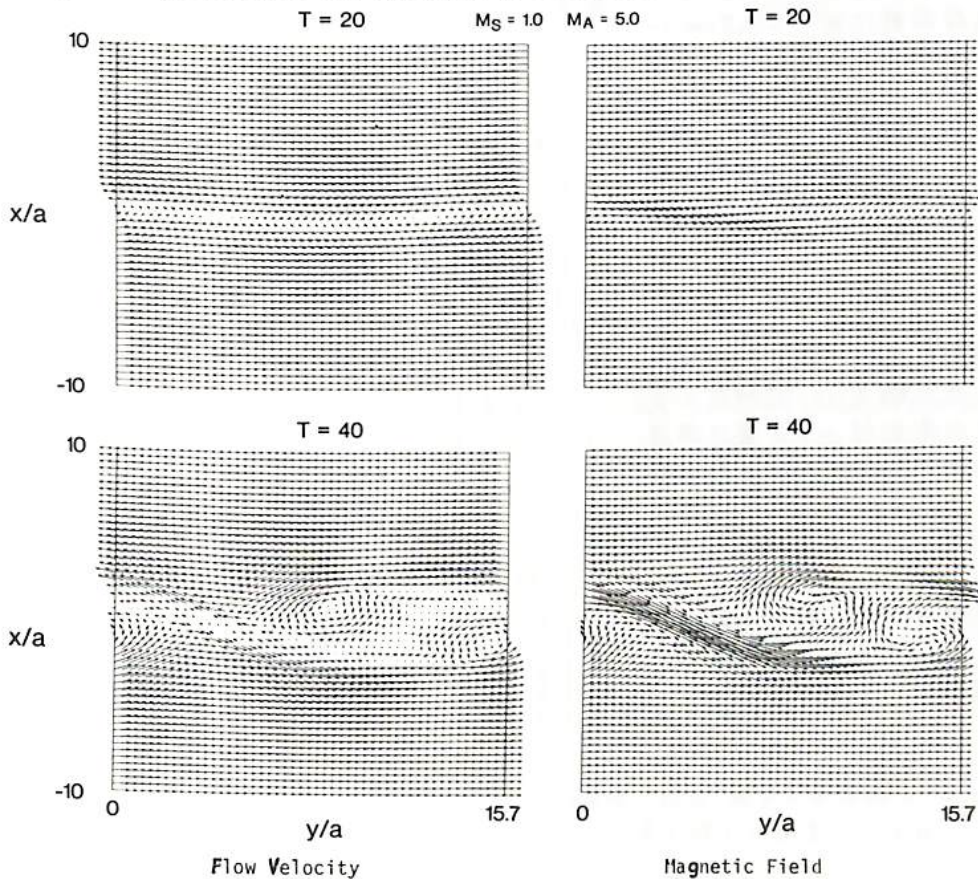 T = 20 M_S = 1.0 M_A = 5.0 T = 20
10
x/a
-10
T = 40 T = 40
10
x/a
-10
0 15.7 0 15.7
y/a y/a
Flow Velocity Magnetic Field